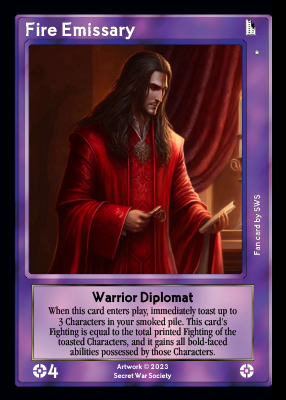 Fire Emissary
Fan card by SWS
Warrior Diplomat
When this card enters play, immediately toast up to
3 Characters in your smoked pile. This card's
Fighting is equal to the total printed Fighting of the
toasted Characters, and it gains all bold-faced
abilities possessed by those Characters.
4
Artwork © 2023
Secret War Society